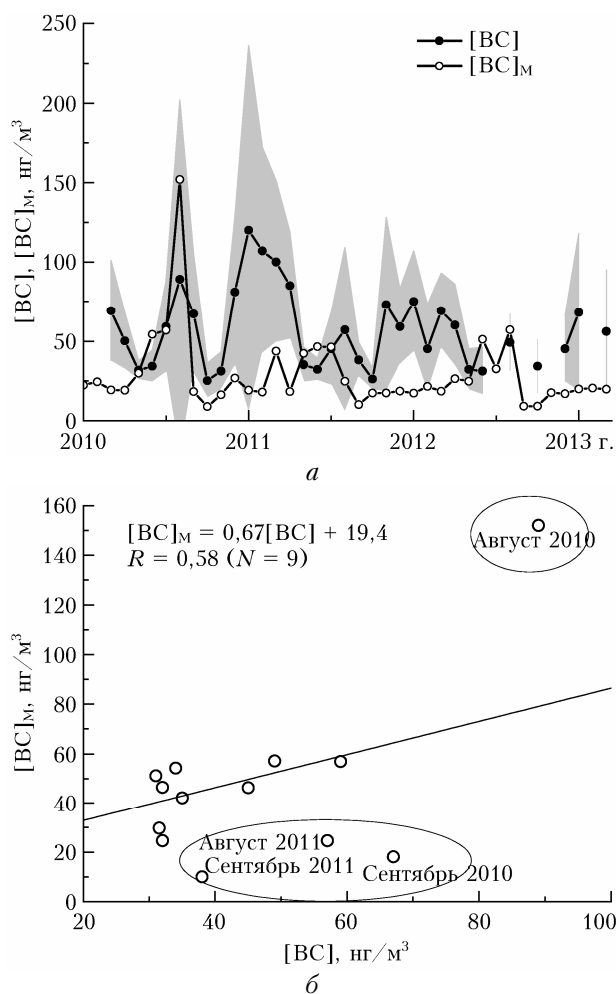 250
[BC]
[BC]м
200
150
100
50
0
[BC], [BC]м, нг/м³
2010
2011
2012
2013 г.
а
160
[BC]м = 0,67[BC] + 19,4
R = 0,58 (N = 9)
Август 2010
140
120
100
80
60
40
20
0
[BC]м, нг/м³
Август 2011
Сентябрь 2011
Сентябрь 2010
20
40
60
80
100
[BC], нг/м³
б